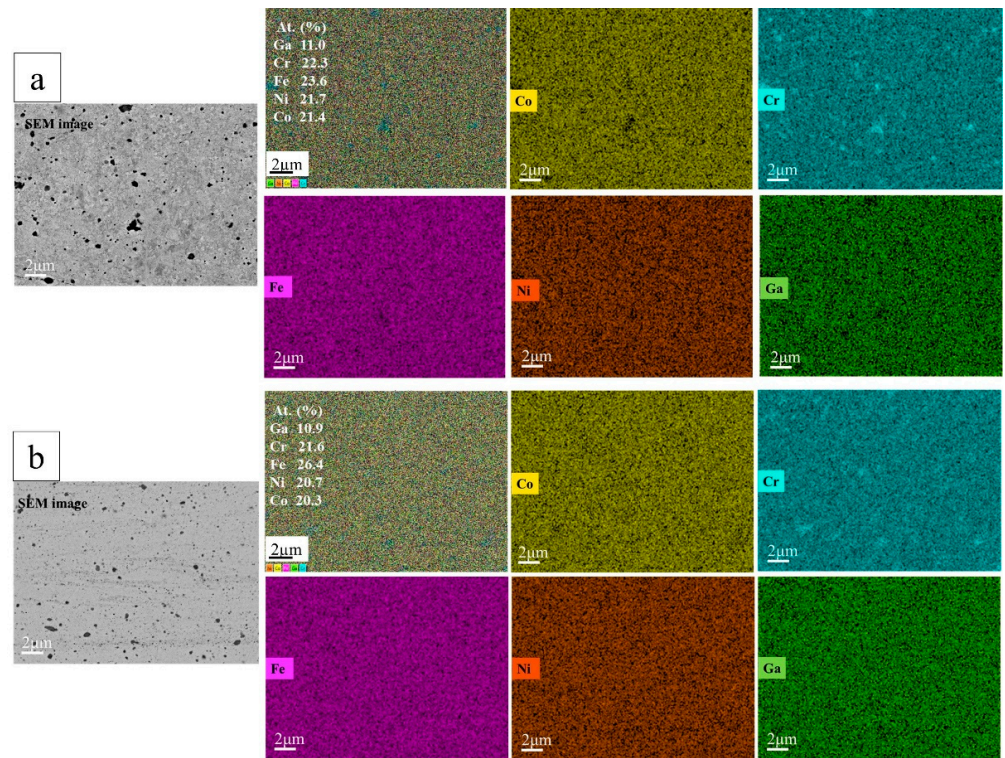 a
SEM image
2μm
At. (%)
Ga 11.0
Cr 22.3
Fe 23.6
Ni 21.7
Co 21.4
2μm
Co
2μm
Cr
2μm
Fe
2μm
Ni
2μm
Ga
2μm
b
SEM image
2μm
At. (%)
Ga 10.9
Cr 21.6
Fe 26.4
Ni 20.7
Co 20.3
2μm
Co
2μm
Cr
2μm
Fe
2μm
Ni
2μm
Ga
2μm